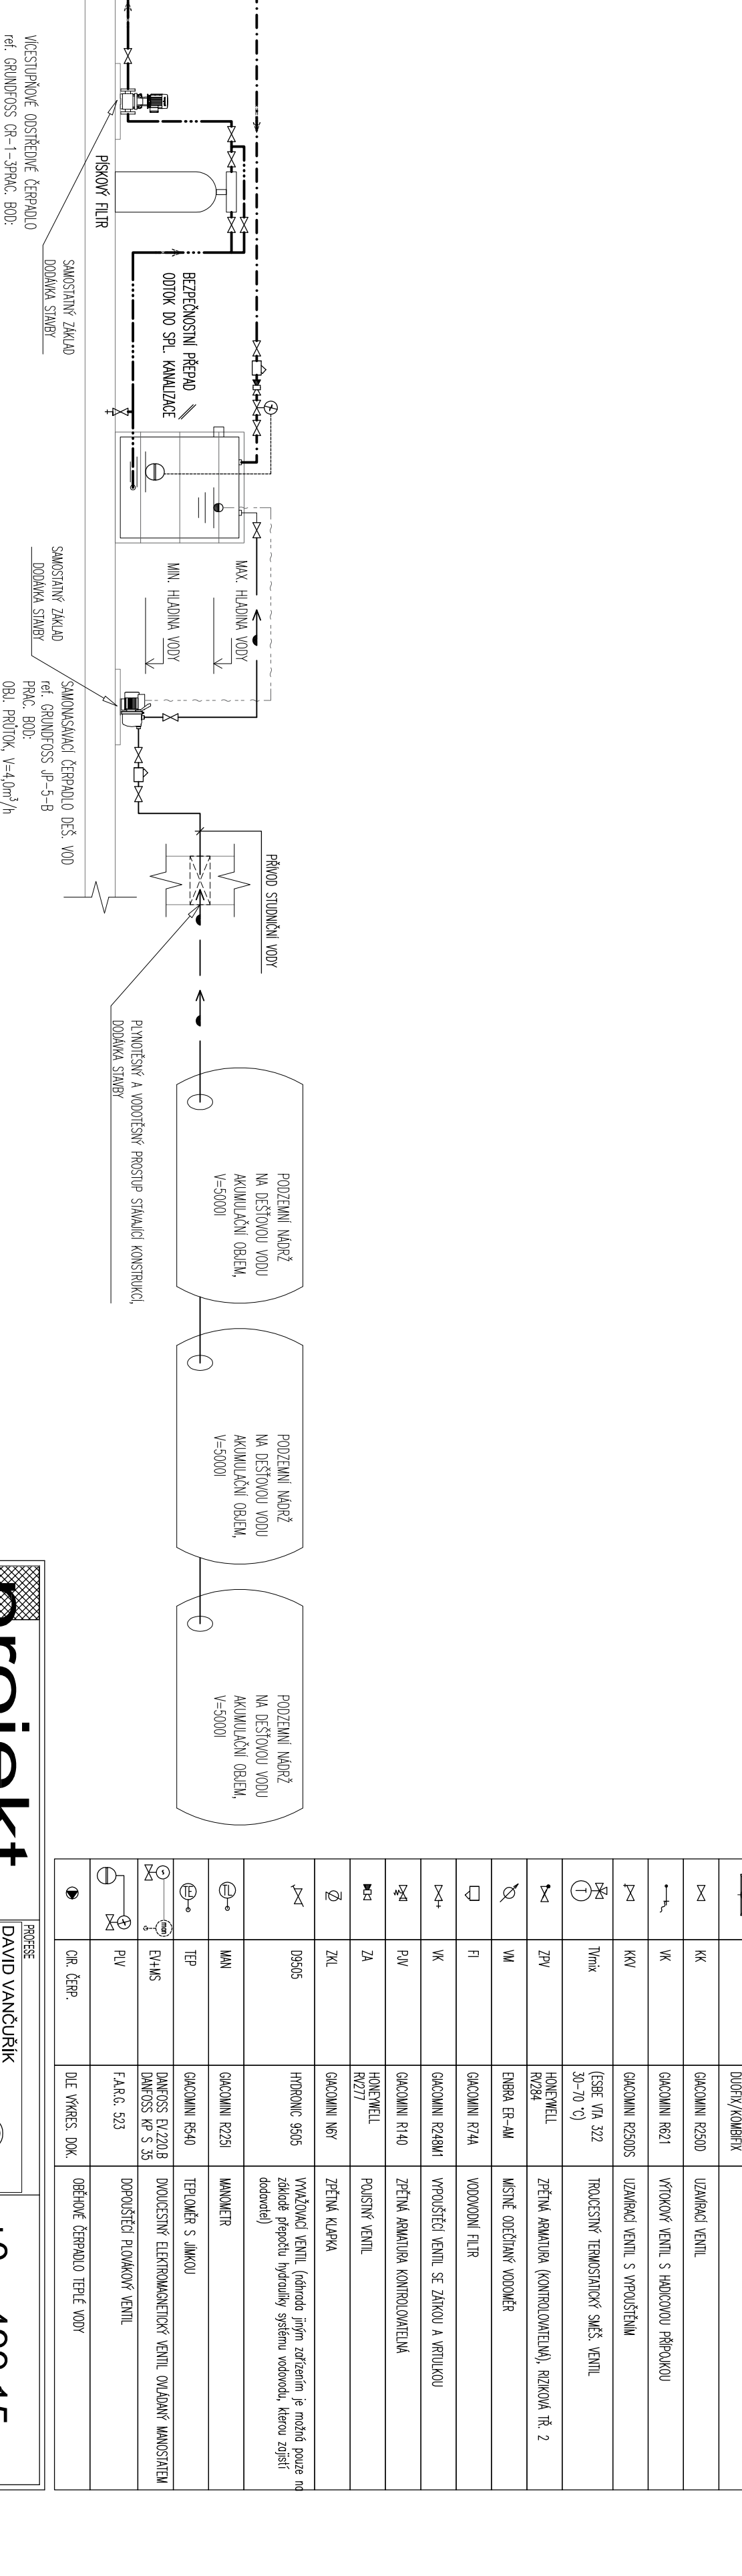 VÍCESTUPŇOVÉ ODSTŘEDIVÉ ČERPADLO
ref. GRUNDFOSS CR-1-3PRAC. BOD:
PÍSKOVÝ FILTR
SAMOSTATNÝ ZÁKLAD
DODÁVKA STAVBY
BEZPEČNOSTNÍ PŘEPAD
ODTOK DO SPL. KANALIZACE
MAX. HLADINA VODY
MIN. HLADINA VODY
SAMOSTATNÝ ZÁKLAD
DODÁVKA STAVBY
SAMONASÁVACÍ ČERPADLO DEŠ. VOD
ref. GRUNDFOSS JP-5-B
PRAC. BOD:
OBJ. PRŮTOK, V=4,0m³/h
PŘÍVOD STUDNIČNÍ VODY
PLYNOTĚSNÝ A VODOTĚSNÝ PROSTUP STÁVAJÍCÍ KONSTRUKCÍ,
DODÁVKA STAVBY
PODZEMNÍ NÁDRŽ
NA DEŠŤOVOU VODU
AKUMULAČNÍ OBJEM,
V=5000l
PODZEMNÍ NÁDRŽ
NA DEŠŤOVOU VODU
AKUMULAČNÍ OBJEM,
V=5000l
PODZEMNÍ NÁDRŽ
NA DEŠŤOVOU VODU
AKUMULAČNÍ OBJEM,
V=5000l
DUOFIX/KOMBIFIX
KK GIACOMINI R250D UZAVÍRACÍ VENTIL
VK GIACOMINI R621 VÝTOKOVÝ VENTIL S HADICOVOU PŘÍPOJKOU
KKV GIACOMINI R250DS UZAVÍRACÍ VENTIL S VYPOUŠTĚNÍM
T TVmix (ESBE VTA 322 TROJCESTNÝ TERMOSTATICKÝ SMĚŠ. VENTIL
30-70 °C)
ZPV HONEYWELL ZPĚTNÁ ARMATURA (KONTROLOVATELNÁ), RIZIKOVÁ TŘ. 2
RV284
VM ENBRA ER-AM MÍSTNĚ ODEČÍTANÝ VODOMĚR
FI GIACOMINI R74A VODOVODNÍ FILTR
VK GIACOMINI R248M1 VYPOUŠTĚCÍ VENTIL SE ZÁTKOU A VRTULKOU
PJV GIACOMINI R140 ZPĚTNÁ ARMATURA KONTROLOVATELNÁ
ZA HONEYWELL POJISTNÝ VENTIL
RV277
ZKL GIACOMINI N6Y ZPĚTNÁ KLAPKA
D9505 HYDRONIC 9505 VYVAŽOVACÍ VENTIL (náhrada jiným zařízením je možná pouze na
základě přepočtu hydrauliky systému vodovodu, kterou zajistí
dodavatel)
MAN GIACOMINI R225I MANOMETR
TEP GIACOMINI R540 TEPLOMĚR S JÍMKOU
man EV+MS DANFOSS EV.220.B DVOUCESTNÝ ELEKTROMAGNETICKÝ VENTIL OVLÁDANÝ MANOSTATEM
DANFOSS KP S 35
PLV F.A.R.G. 523 DOPOUŠTĚCÍ PLOVÁKOVÝ VENTIL
CIR. ČERP. DLE VÝKRES. DOK. OBĚHOVÉ ČERPADLO TEPLÉ VODY
projekt
PROFESE
DAVID VANČUŘÍK